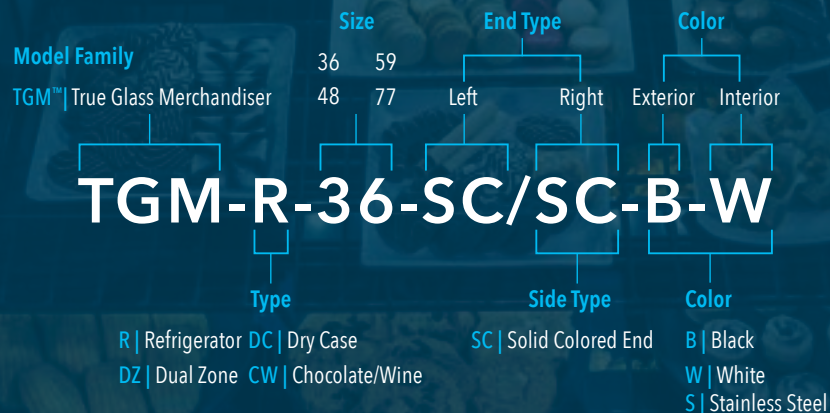 Size
End Type
Color
Model Family
36 59
TGM™| True Glass Merchandiser
48 77
Left
Right
Exterior
Interior
TGM-R-36-SC/SC-B-W
Type
Side Type
Color
R | Refrigerator DC | Dry Case
SC | Solid Colored End
B | Black
DZ | Dual Zone CW | Chocolate/Wine
W | White
S | Stainless Steel